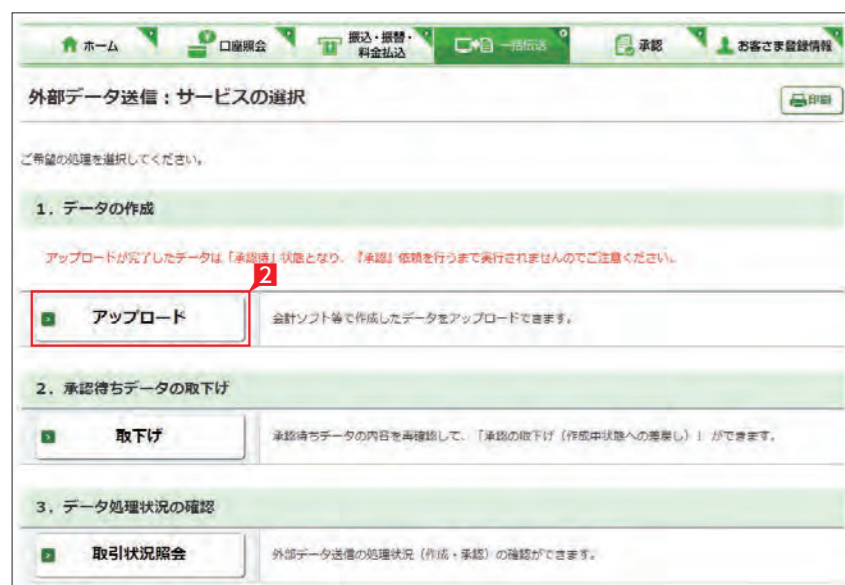 ホーム
口座照会
振込・振替・
料金払込
一括伝送
承認
お客さま登録情報
外部データ送信：サービスの選択
印刷
ご希望の処理を選択してください。
1. データの作成
アップロードが完了したデータは「承認待」状態となり、『承認』依頼を行うまで実行されませんのでご注意ください。
2
アップロード
会計ソフト等で作成したデータをアップロードできます。
2. 承認待ちデータの取下げ
取下げ
承認待ちデータの内容を再確認して、「承認の取下げ（作成中状態への差戻し）」ができます。
3. データ処理状況の確認
取引状況照会
外部データ送信の処理状況（作成・承認）の確認ができます。